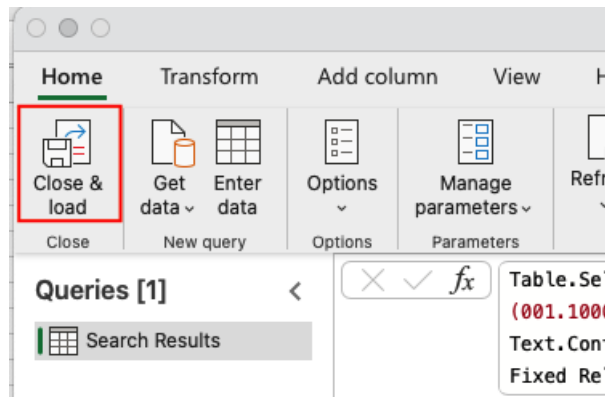 Home Transform Add column View
Close & load Get data Enter data Options Manage parameters
Close New query Options Parameters
Queries [1]
Search Results
fx
Table.Se
(001.100
Text.Con
Fixed Re